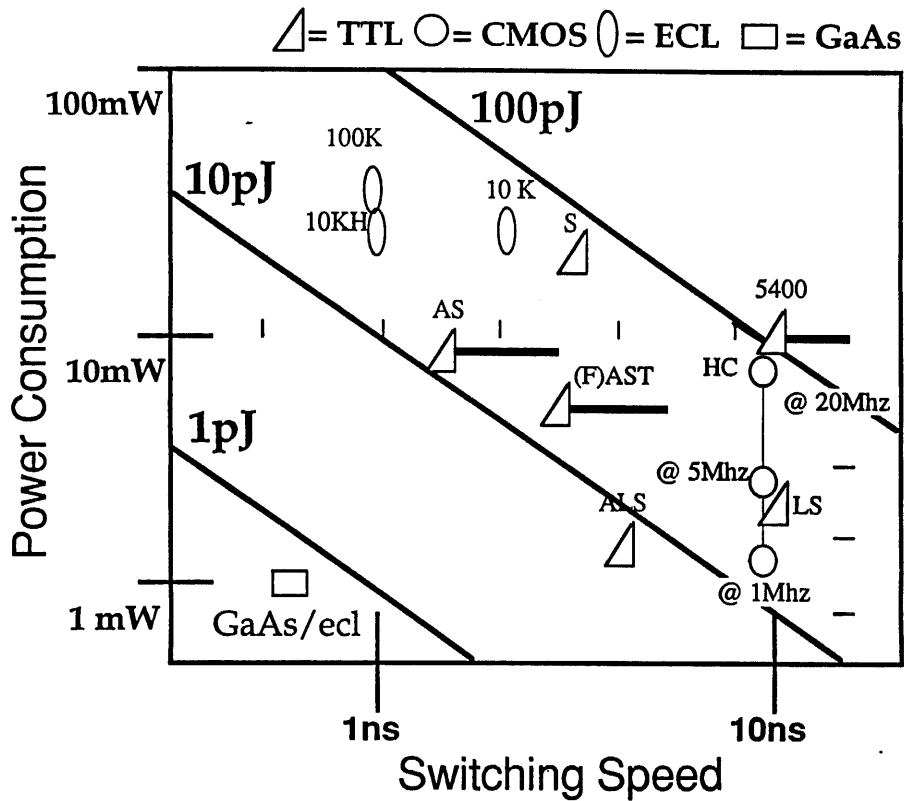 = TTL = CMOS = ECL = GaAs
100mW
100pJ
100K
10pJ
10 K
10KH
S
5400
AS
10mW
HC
(F)AST
@ 20Mhz
1pJ
@ 5Mhz
ALS
LS
@ 1Mhz
1 mW
GaAs/ecl
1ns
10ns
Switching Speed
Power Consumption